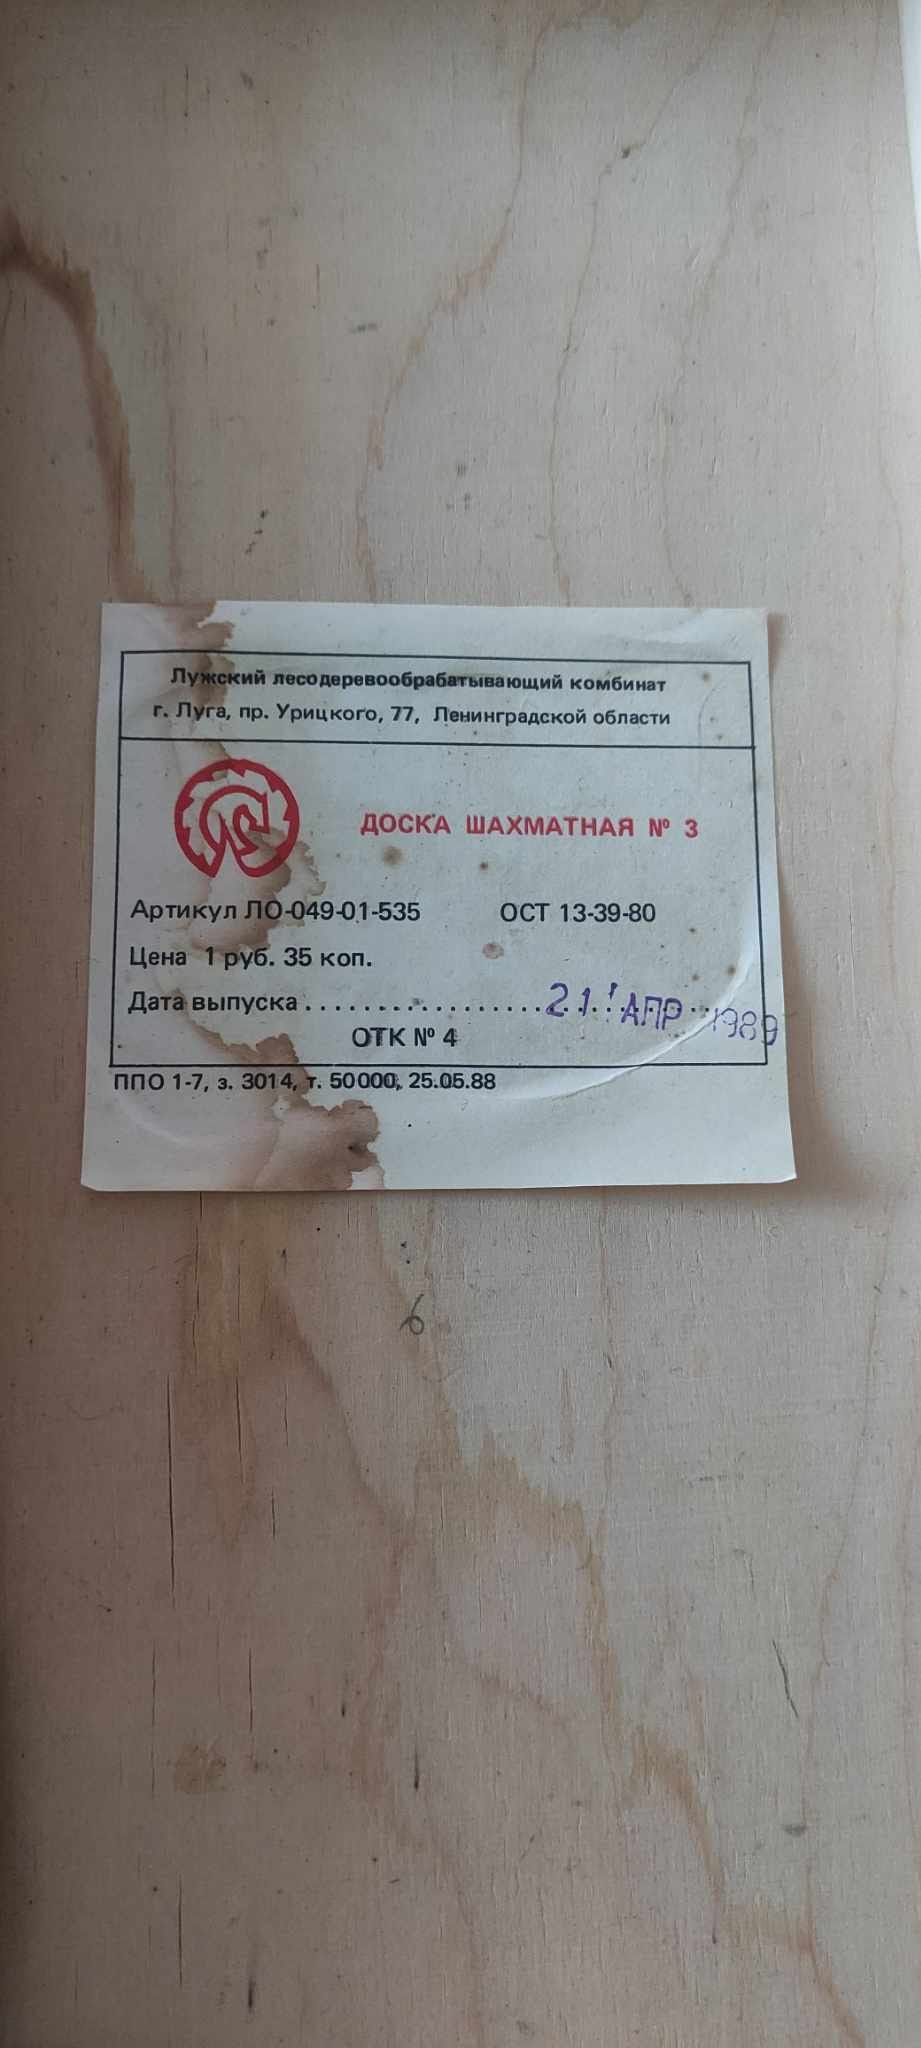 Лужский лесодеревообрабатывающий комбинат
г. Луга, пр. Урицкого, 77, Ленинградской области
ДОСКА ШАХМАТНАЯ № 3
Артикул ЛО-049-01-535 ОСТ 13-39-80
Цена 1 руб. 35 коп.
Дата выпуска . . . . . . . . . . . . . . . . . . . . 21 ' АПР 1989
ОТК № 4
ППО 1-7, з. 3014, т. 50 000, 25.05.88
6